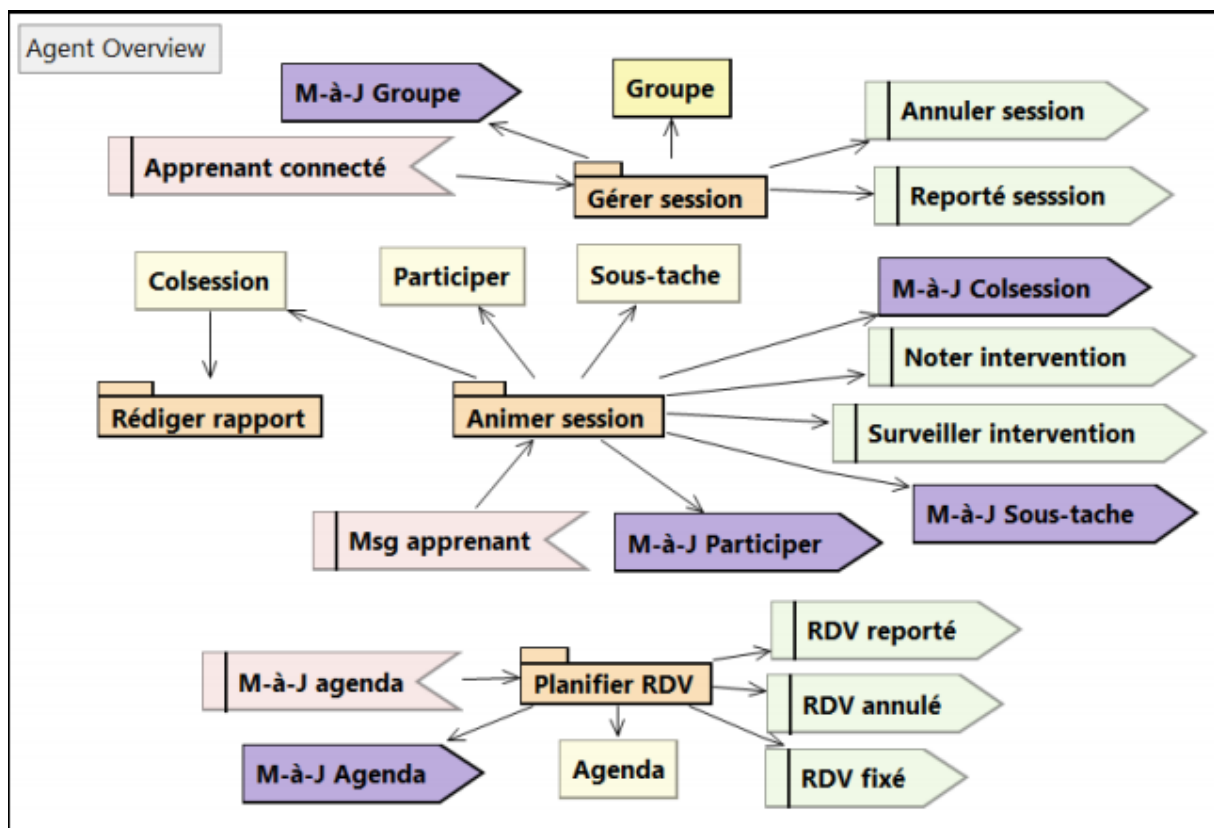 Agent Overview
M-à-J Groupe
Groupe
Annuler session
Apprenant connecté
Gérer session
Reporté sesssion
Colsession
Participer
Sous-tache
M-à-J Colsession
Noter intervention
Rédiger rapport
Animer session
Surveiller intervention
M-à-J Sous-tache
Msg apprenant
M-à-J Participer
RDV reporté
M-à-J agenda
Planifier RDV
RDV annulé
M-à-J Agenda
Agenda
RDV fixé